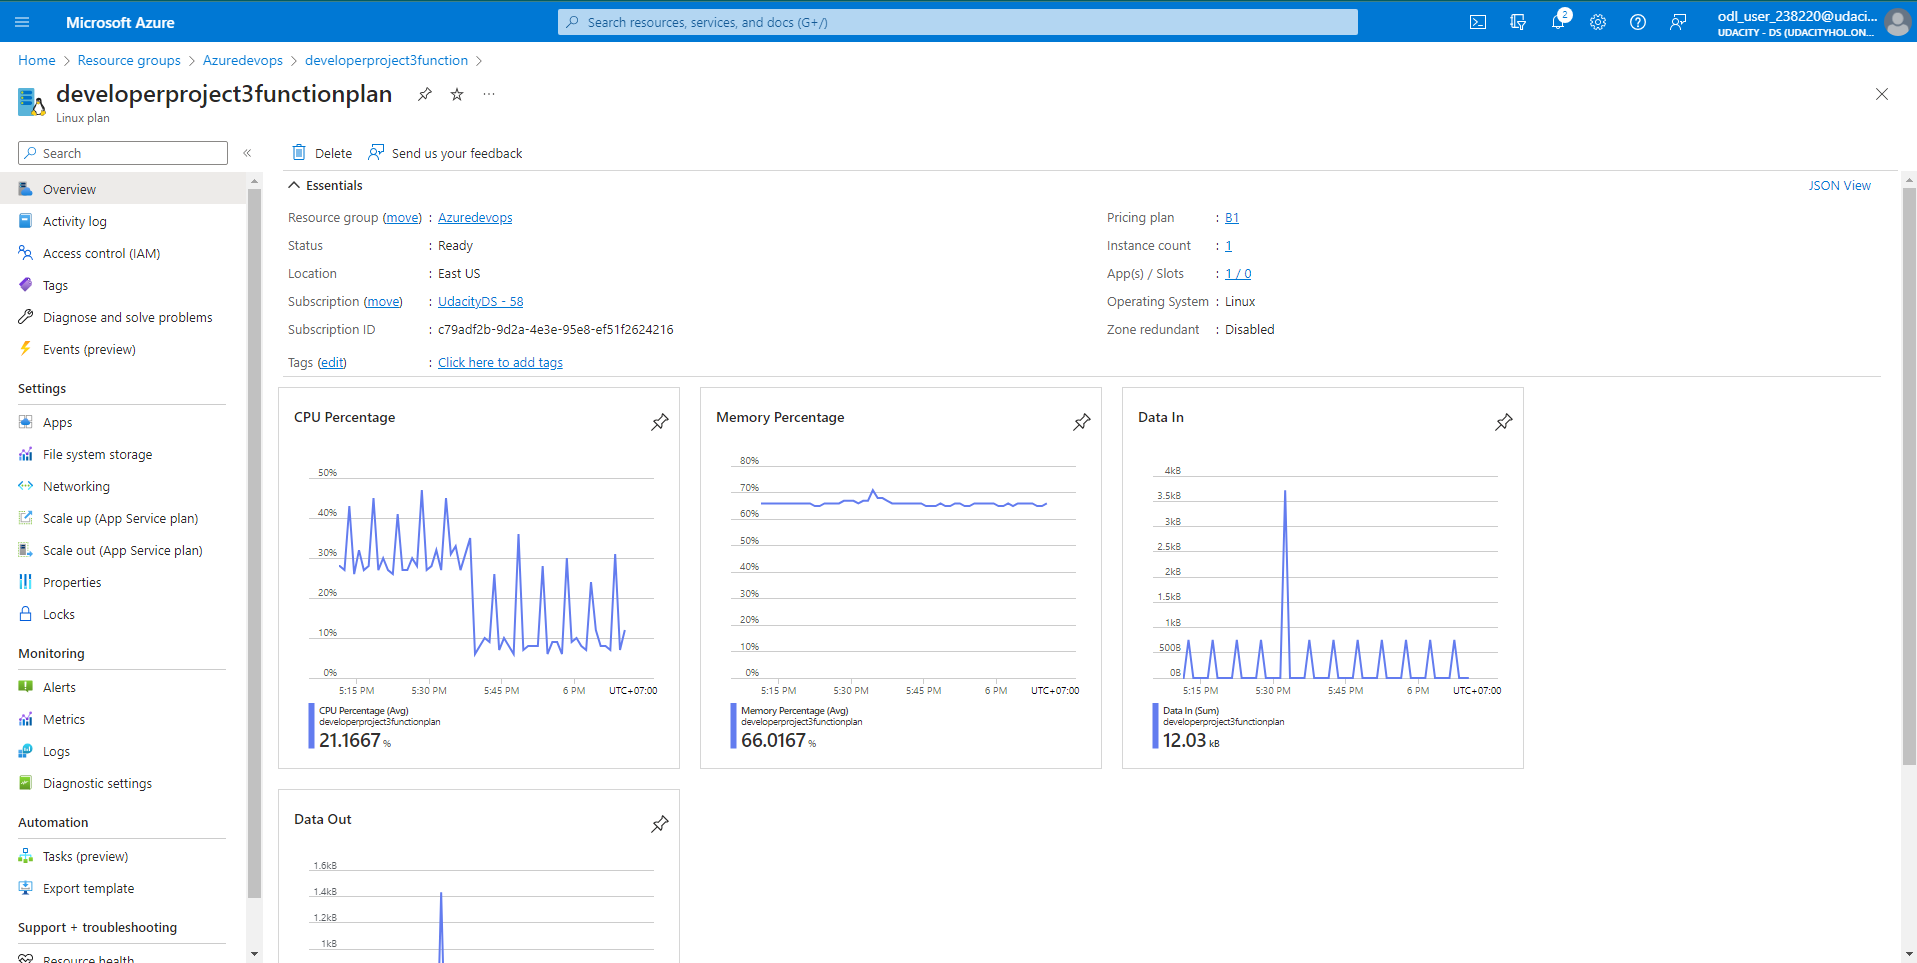 Microsoft Azure
Search resources, services, and docs (G+/)
2
odl_user_238220@udaci...
UDACITY - DS (UDACITYHOL.ON...
Home > Resource groups > Azuredevops > developerproject3function >
developerproject3functionplan
...
Linux plan
Search
«
Delete
Send us your feedback
Overview
Activity log
Access control (IAM)
Tags
Diagnose and solve problems
Events (preview)
Settings
Apps
File system storage
Networking
Scale up (App Service plan)
Scale out (App Service plan)
Properties
Locks
Monitoring
Alerts
Metrics
Logs
Diagnostic settings
Automation
Tasks (preview)
Export template
Support + troubleshooting
Resource health
Essentials
JSON View
Resource group (move) : Azuredevops
Status : Ready
Location : East US
Subscription (move) : UdacityDS - 58
Subscription ID : c79adf2b-9d2a-4e3e-95e8-ef51f2624216
Tags (edit) : Click here to add tags
Pricing plan : B1
Instance count : 1
App(s) / Slots : 1 / 0
Operating System : Linux
Zone redundant : Disabled
CPU Percentage
50%
40%
30%
20%
10%
0%
5:15 PM 5:30 PM 5:45 PM 6 PM UTC+07:00
CPU Percentage (Avg)
developerproject3functionplan
21.1667 %
Memory Percentage
80%
70%
60%
50%
40%
30%
20%
10%
0%
5:15 PM 5:30 PM 5:45 PM 6 PM UTC+07:00
Memory Percentage (Avg)
developerproject3functionplan
66.0167 %
Data In
4kB
3.5kB
3kB
2.5kB
2kB
1.5kB
1kB
500B
0B
5:15 PM 5:30 PM 5:45 PM 6 PM UTC+07:00
Data In (Sum)
developerproject3functionplan
12.03 kB
Data Out
1.6kB
1.4kB
1.2kB
1kB